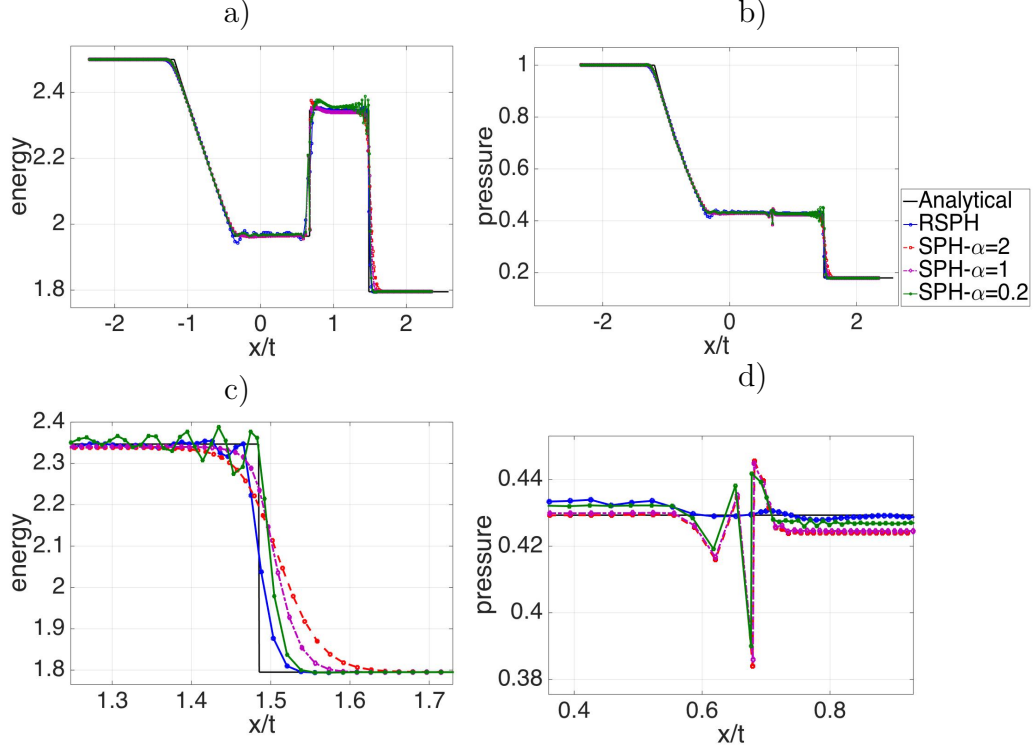 a)
b)
energy
2.4
2.2
2
1.8
-2
-1
0
1
2
x/t
pressure
1
0.8
0.6
0.4
0.2
-2
0
2
x/t
Analytical
RSPH
SPH-α=2
SPH-α=1
SPH-α=0.2
c)
d)
energy
2.4
2.3
2.2
2.1
2
1.9
1.8
1.3
1.4
1.5
1.6
1.7
x/t
pressure
0.44
0.42
0.4
0.38
0.4
0.6
0.8
x/t